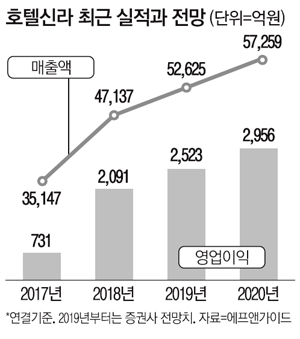 호텔신라 최근 실적과 전망 (단위=억원)
57,259
매출액
52,625
47,137
35,147
2,956
2,523
2,091
731
영업이익
2017년 2018년 2019년 2020년
*연결기준. 2019년부터는 증권사 전망치. 자료=에프앤가이드